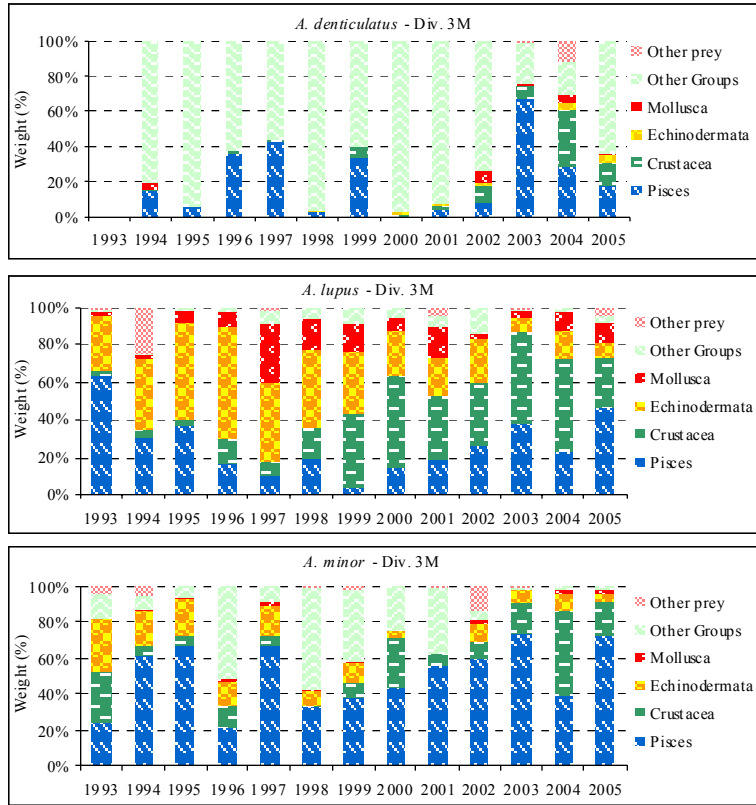 A. denticulatus - Div. 3M
100%
80%
60%
40%
20%
0%
Weight (%)
1993 1994 1995 1996 1997 1998 1999 2000 2001 2002 2003 2004 2005
Other prey
Other Groups
Mollusca
Echinodermata
Crustacea
Pisces
A. lupus - Div. 3M
100%
80%
60%
40%
20%
0%
Weight (%)
1993 1994 1995 1996 1997 1998 1999 2000 2001 2002 2003 2004 2005
Other prey
Other Groups
Mollusca
Echinodermata
Crustacea
Pisces
A. minor - Div. 3M
100%
80%
60%
40%
20%
0%
Weight (%)
1993 1994 1995 1996 1997 1998 1999 2000 2001 2002 2003 2004 2005
Other prey
Other Groups
Mollusca
Echinodermata
Crustacea
Pisces